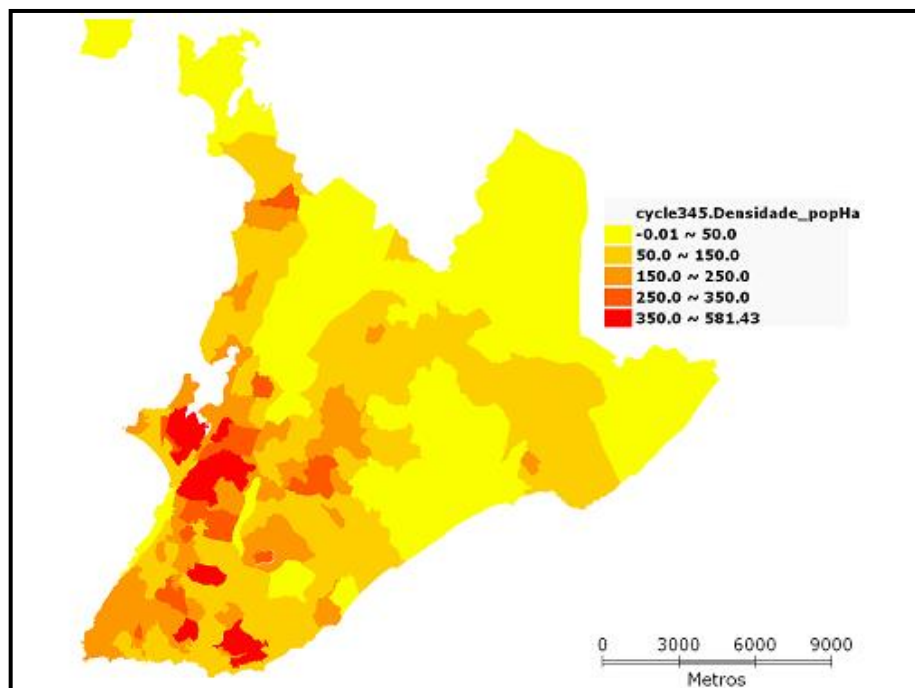 cycle345.Densidade_popHa
-0.01 ~ 50.0
50.0 ~ 150.0
150.0 ~ 250.0
250.0 ~ 350.0
350.0 ~ 581.43
0 3000 6000 9000
Metros